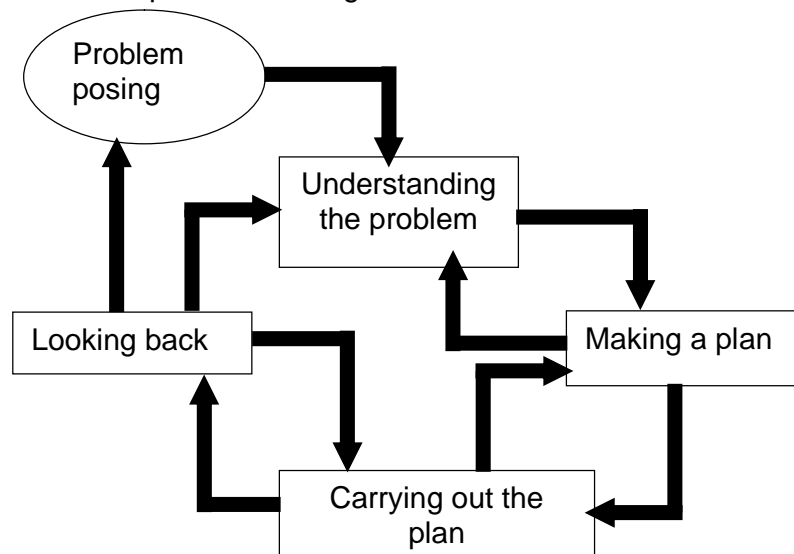 Problem
posing
Understanding
the problem
Looking back
Making a plan
Carrying out the
plan